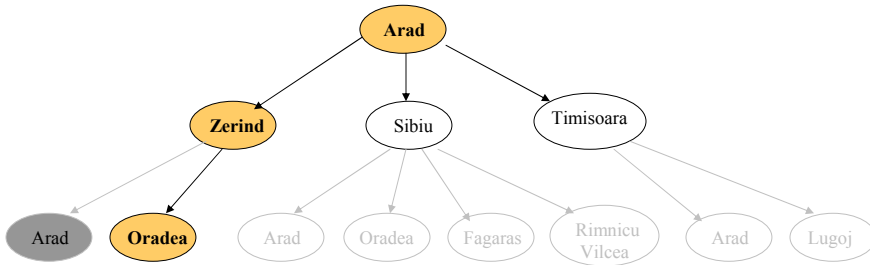 Arad
Zerind
Sibiu
Timisoara
Arad
Oradea
Arad
Oradea
Fagaras
Rimnicu
Vilcea
Arad
Lugoj